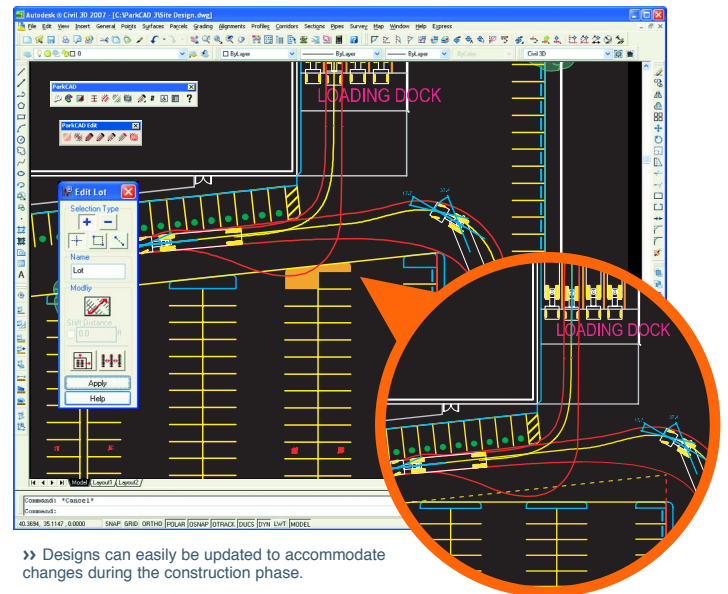 Autodesk ® Civil 3D 2007 - [C:\ParkCAD 3\Site Design.dwg]
File Edit View Insert General Points Surfaces Parcels Grading Alignments Profiles Corridors Sections Pipes Survey Map Window Help Express
0 ByLayer ByLayer ByLayer ByColor Civil 3D
ParkCAD
ParkCAD Edit
LOADING DOCK
Edit Lot
Selection Type
Name
Lot
Modfiy
Shift Distance
0.0 ft
Apply
Help
LOADING DOCK
Model Layout1 Layout2
Command: *Cancel*
Command:
40.3694, 35.1147, 0.0000 SNAP GRID ORTHO POLAR OSNAP OTRACK DUCS DYN LWT MODEL
›› Designs can easily be updated to accommodate
changes during the construction phase.